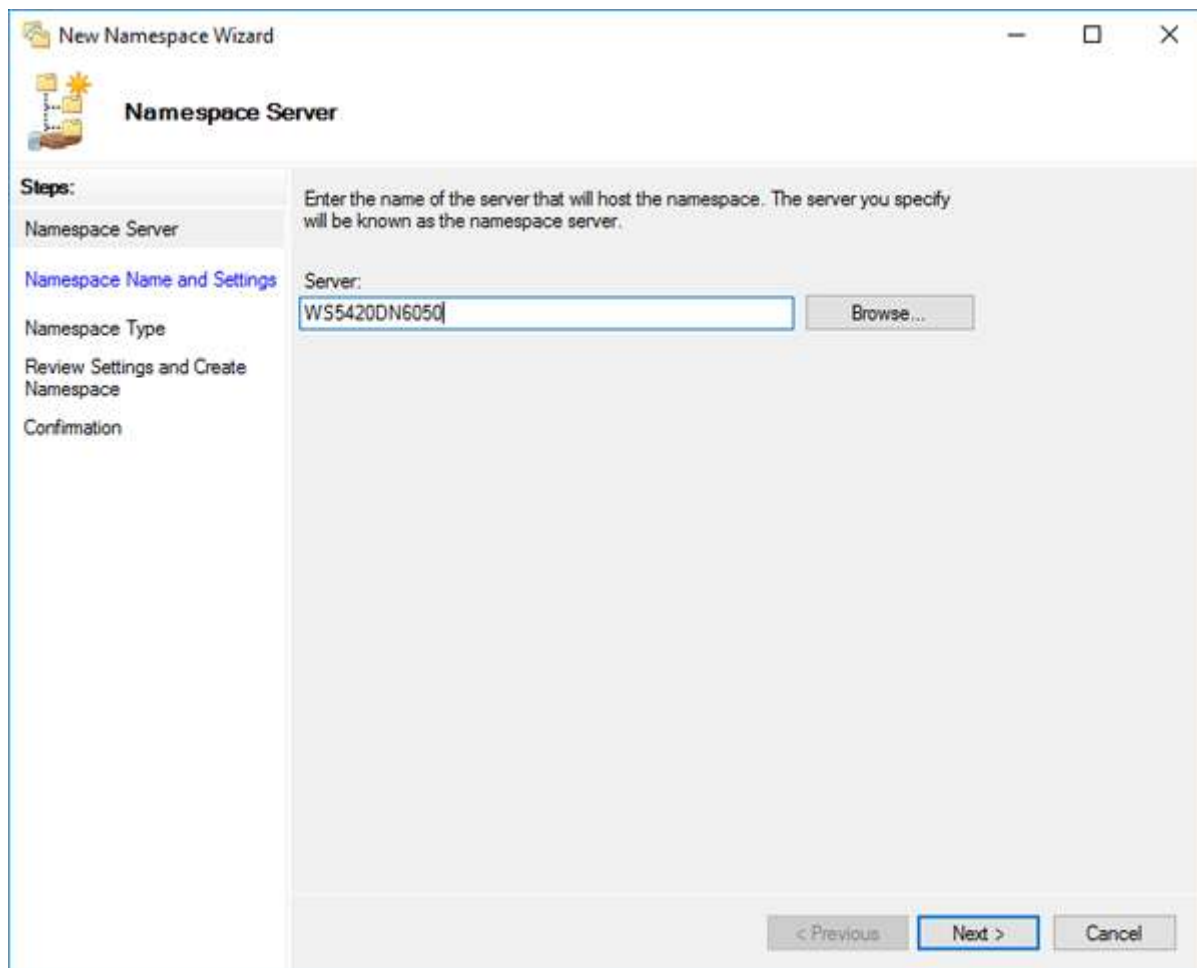 New Namespace Wizard
Namespace Server
Steps:
Namespace Server
Namespace Name and Settings
Namespace Type
Review Settings and Create
Namespace
Confirmation
Enter the name of the server that will host the namespace. The server you specify
will be known as the namespace server.
Server:
WS5420DN6050
Browse...
< Previous
Next >
Cancel